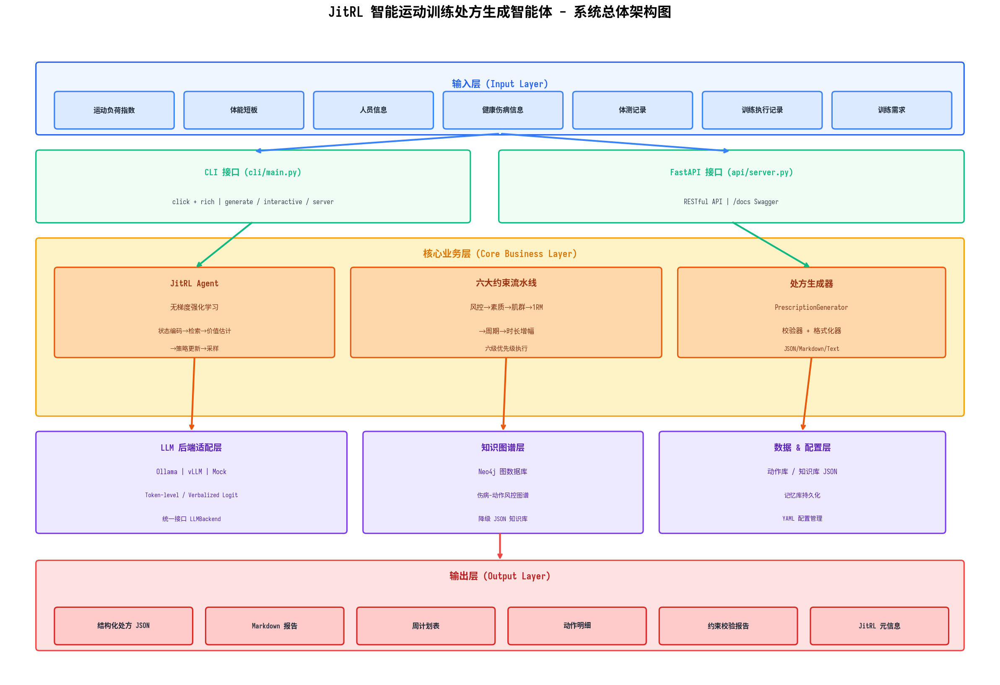 JitRL 智能运动训练处方生成智能体 - 系统总体架构图
输入层 (Input Layer)
运动负荷指数
体能短板
人员信息
健康伤病信息
体测记录
训练执行记录
训练需求
CLI 接口 (cli/main.py)
click + rich | generate / interactive / server
FastAPI 接口 (api/server.py)
RESTful API | /docs Swagger
核心业务层 (Core Business Layer)
JitRL Agent
无梯度强化学习
状态编码→检索→价值估计
→策略更新→采样
六大约束流水线
风控→素质→肌群→1RM
→周期→时长增幅
六级优先级执行
处方生成器
PrescriptionGenerator
校验器 + 格式化器
JSON/Markdown/Text
LLM 后端适配层
Ollama | vLLM | Mock
Token-level / Verbalized Logit
统一接口 LLMBackend
知识图谱层
Neo4j 图数据库
伤病-动作风控图谱
降级 JSON 知识库
数据 & 配置层
动作库 / 知识库 JSON
记忆库持久化
YAML 配置管理
输出层 (Output Layer)
结构化处方 JSON
Markdown 报告
周计划表
动作明细
约束校验报告
JitRL 元信息